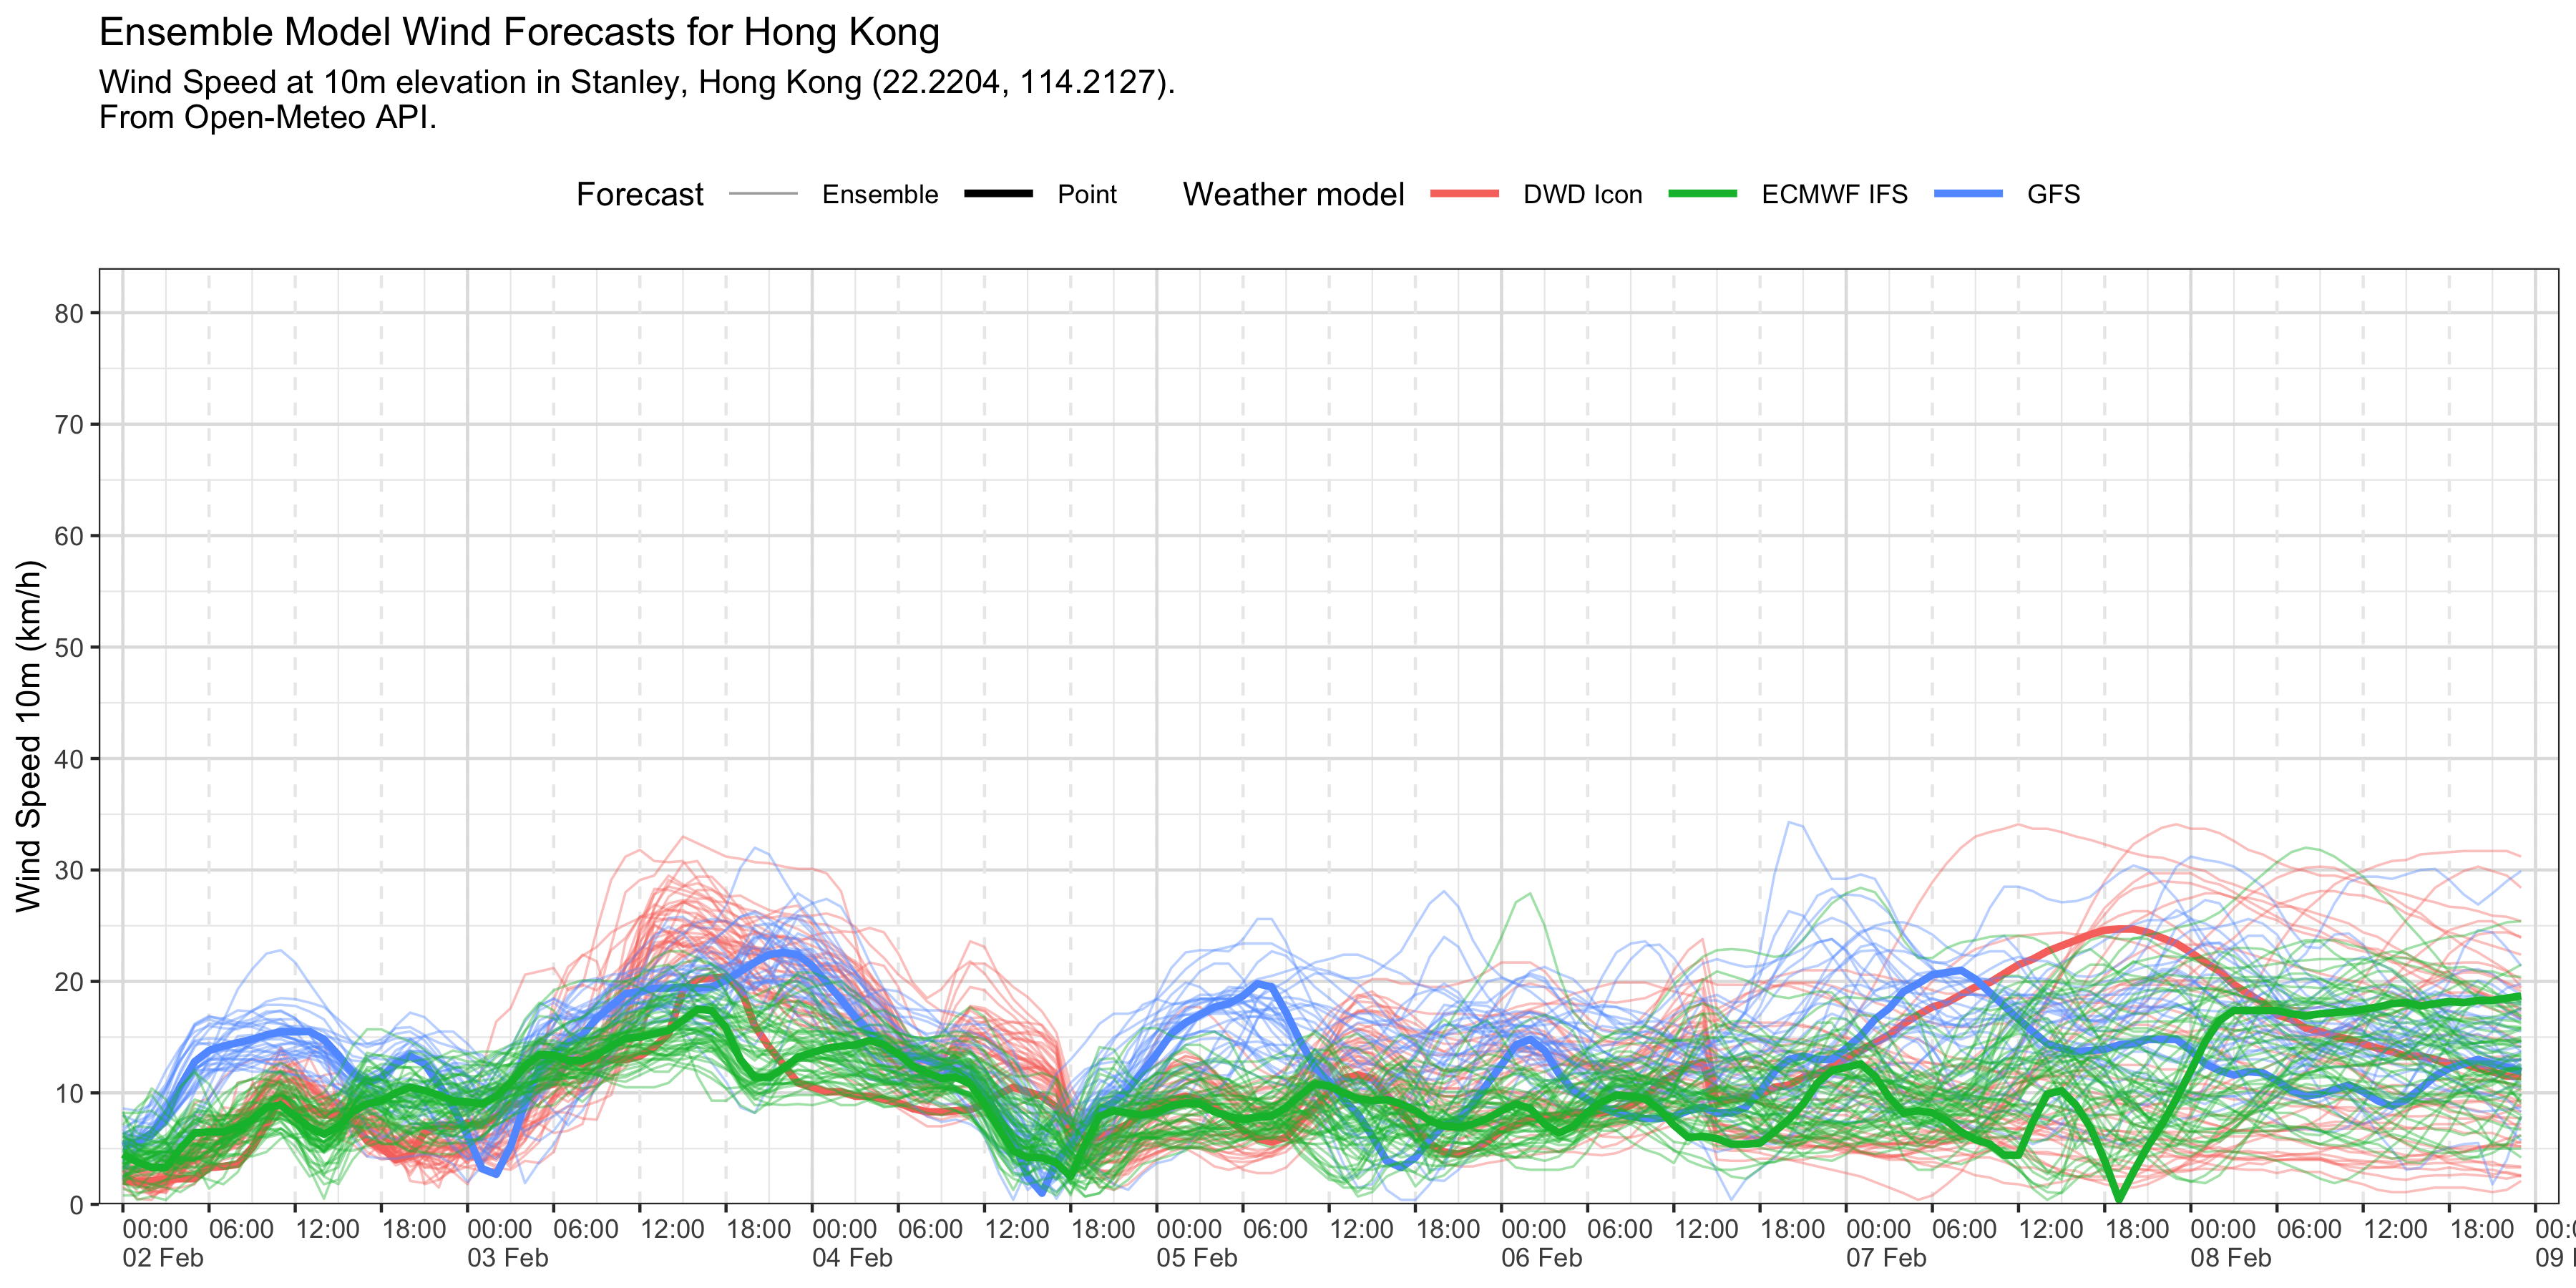 Ensemble Model Wind Forecasts for Hong Kong
Wind Speed at 10m elevation in Stanley, Hong Kong (22.2204, 114.2127).
From Open-Meteo API.
Forecast Ensemble Point Weather model DWD Icon ECMWF IFS GFS
Wind Speed 10m (km/h)
80
70
60
50
40
30
20
10
0
00:00 06:00 12:00 18:00 00:00 06:00 12:00 18:00 00:00 06:00 12:00 18:00 00:00 06:00 12:00 18:00 00:00 06:00 12:00 18:00 00:00 06:00 12:00 18:00 00:00 06:00 12:00 18:00
02 Feb 03 Feb 04 Feb 05 Feb 06 Feb 07 Feb 08 Feb 09